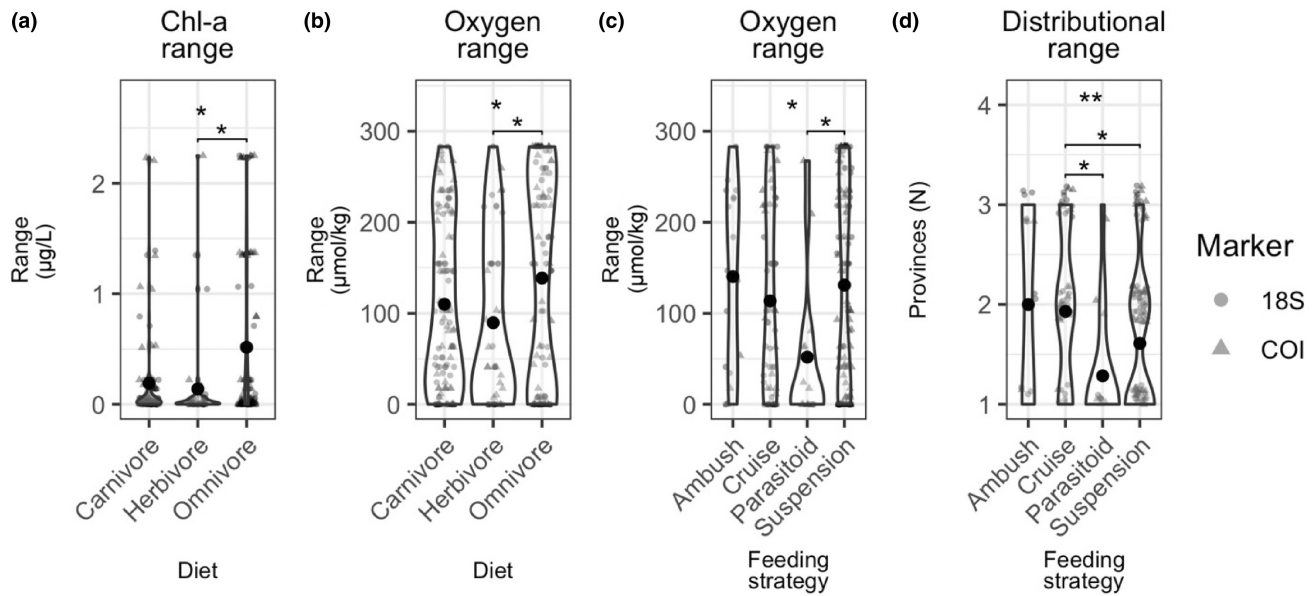 (a)
Chl-a
range
*
*
2
1
0
Range
(µg/L)
Carnivore
Herbivore
Omnivore
Diet
(b)
Oxygen
range
*
*
300
200
100
0
Range
(µmol/kg)
Carnivore
Herbivore
Omnivore
Diet
(c)
Oxygen
range
*
*
300
200
100
0
Range
(µmol/kg)
Ambush
Cruise
Parasitoid
Suspension
Feeding
strategy
(d)
Distributional
range
**
*
*
4
3
2
1
Provinces (N)
Ambush
Cruise
Parasitoid
Suspension
Feeding
strategy
Marker
18S
COI